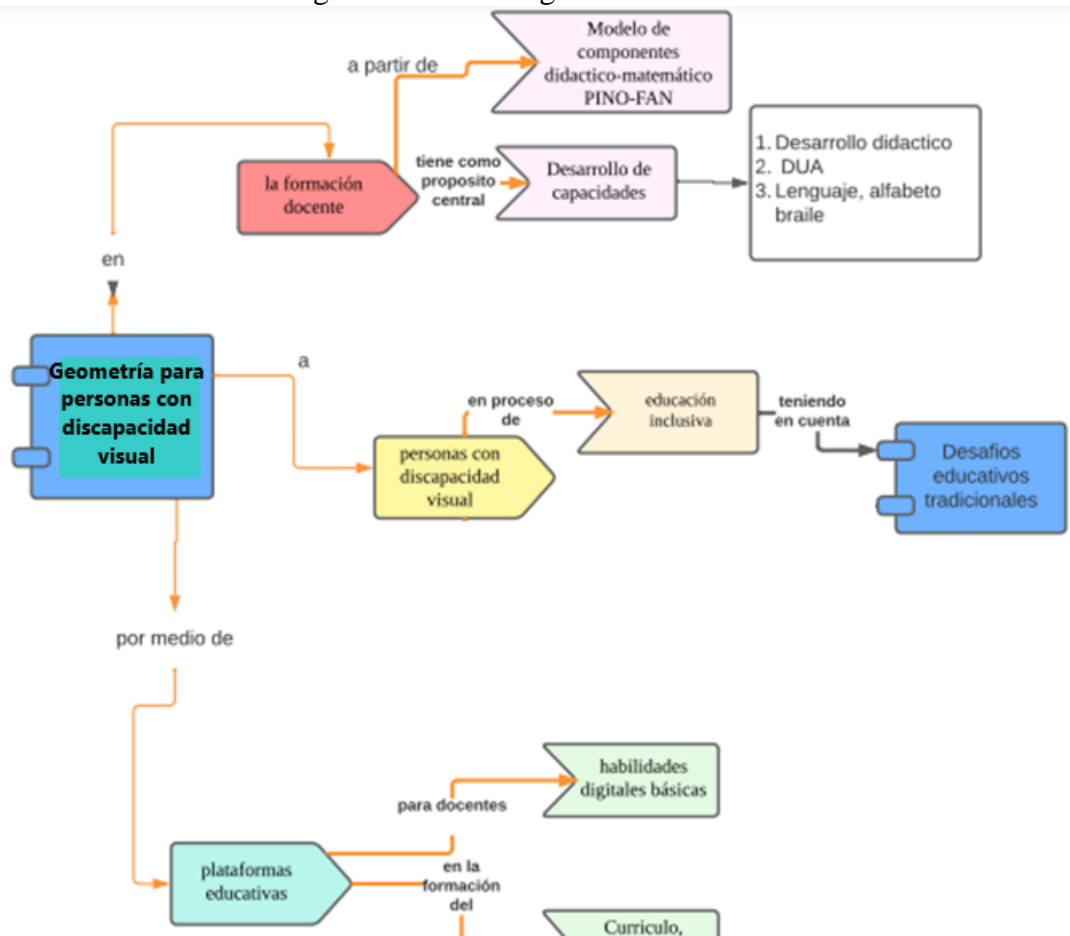 Modelo de
componentes
didactico-matemático
PINO-FAN
a partir de
la formación
docente
tiene como
proposito
central
Desarrollo de
capacidades
1. Desarrollo didactico
2. DUA
3. Lenguaje, alfabeto
braile
en
Geometría para
personas con
discapacidad
visual
a
personas con
discapacidad
visual
en proceso
de
educación
inclusiva
teniendo
en cuenta
Desafios
educativos
tradicionales
por medio de
plataformas
educativas
para docentes
habilidades
digitales básicas
en la
formación
del
Curriculo,